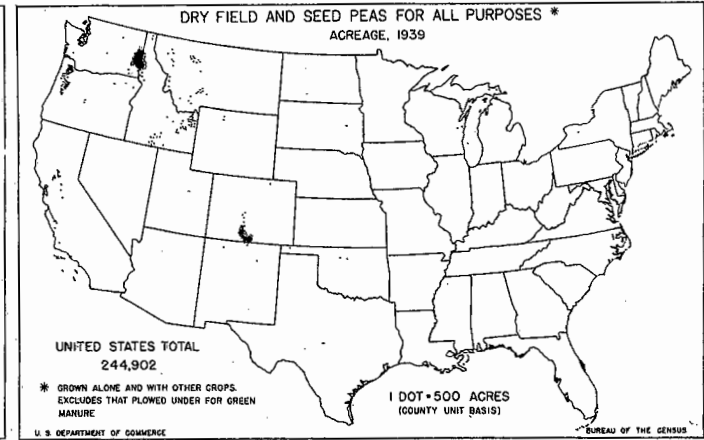 DRY FIELD AND SEED PEAS FOR ALL PURPOSES *
ACREAGE, 1939
UNITED STATES TOTAL
244,902
* GROWN ALONE AND WITH OTHER CROPS.
EXCLUDES THAT PLOWED UNDER FOR GREEN
MANURE
1 DOT=500 ACRES
(COUNTY UNIT BASIS)
U. S. DEPARTMENT OF COMMERCE
BUREAU OF THE CENSUS